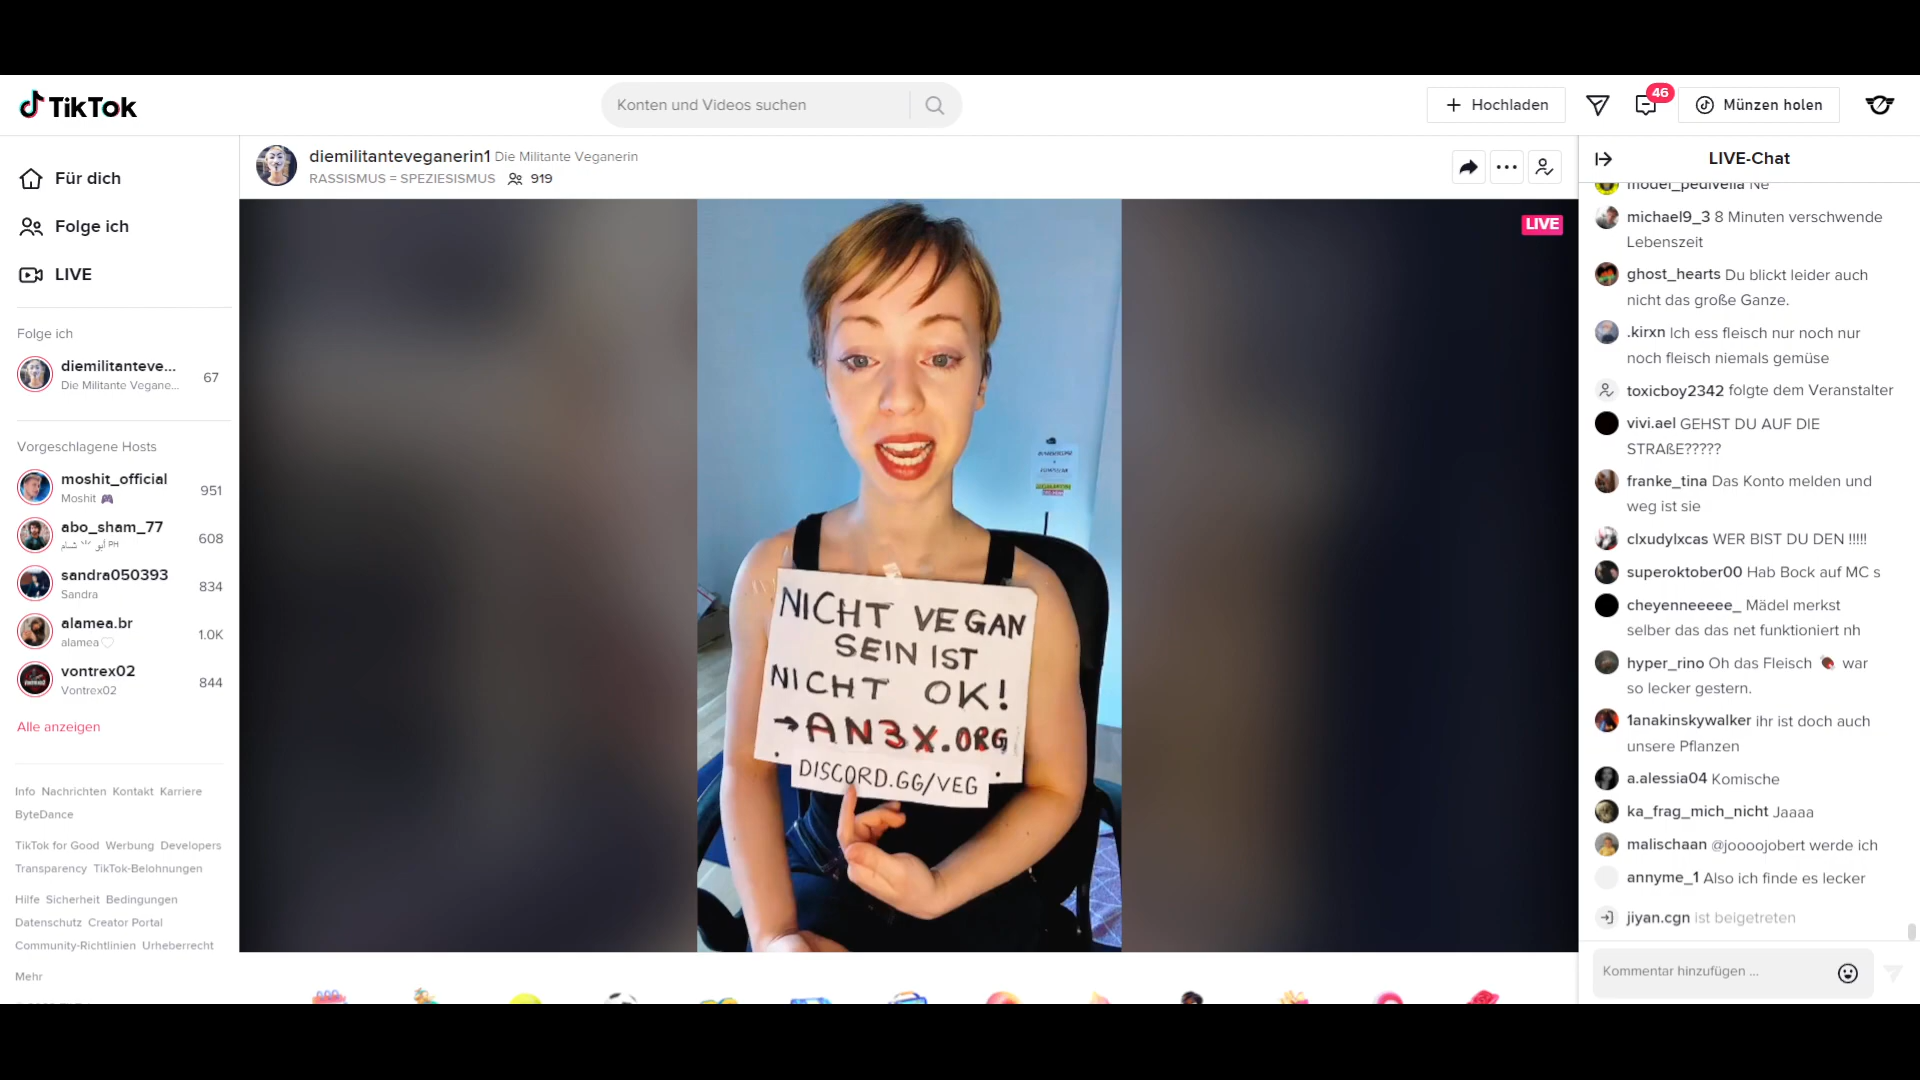 TikTok
Konten und Videos suchen
Hochladen
46
Münzen holen
Für dich
Folge ich
LIVE
Folge ich
diemilitanteve...
Die Militante Vegane...
67
Vorgeschlagene Hosts
moshit_official
Moshit 🎮
951
abo_sham_77
608
sandra050393
Sandra
834
alamea.br
alamea🤍
1.0K
vontrex02
Vontrex02
844
Alle anzeigen
Info Nachrichten Kontakt Karriere
ByteDance
TikTok for Good Werbung Developers
Transparency TikTok-Belohnungen
Hilfe Sicherheit Bedingungen
Datenschutz Creator Portal
Community-Richtlinien Urheberrecht
Mehr
diemilitanteveganerin1 Die Militante Veganerin
RASSISMUS = SPEZIESISMUS 919
LIVE
NICHT VEGAN
SEIN IST
NICHT OK!
→AN3X.ORG
DISCORD.GG/VEG
LIVE-Chat
model_pedivella Ne
michael9_3 8 Minuten verschwende
Lebenszeit
ghost_hearts Du blickt leider auch
nicht das große Ganze.
.kirxn Ich ess fleisch nur noch nur
noch fleisch niemals gemüse
toxicboy2342 folgte dem Veranstalter
vivi.ael GEHST DU AUF DIE
STRAßE?????
franke_tina Das Konto melden und
weg ist sie
clxudylxcas WER BIST DU DEN !!!!!
superoktober00 Hab Bock auf MC s
cheyenneeeee_ Mädel merkst
selber das das net funktioniert nh
hyper_rino Oh das Fleisch 🍖 war
so lecker gestern.
1anakinskywalker ihr ist doch auch
unsere Pflanzen
a.alessia04 Komische
ka_frag_mich_nicht Jaaaa
malischaan @joooojobert werde ich
annyme_1 Also ich finde es lecker
jiyan.cgn ist beigetreten
Kommentar hinzufügen ...